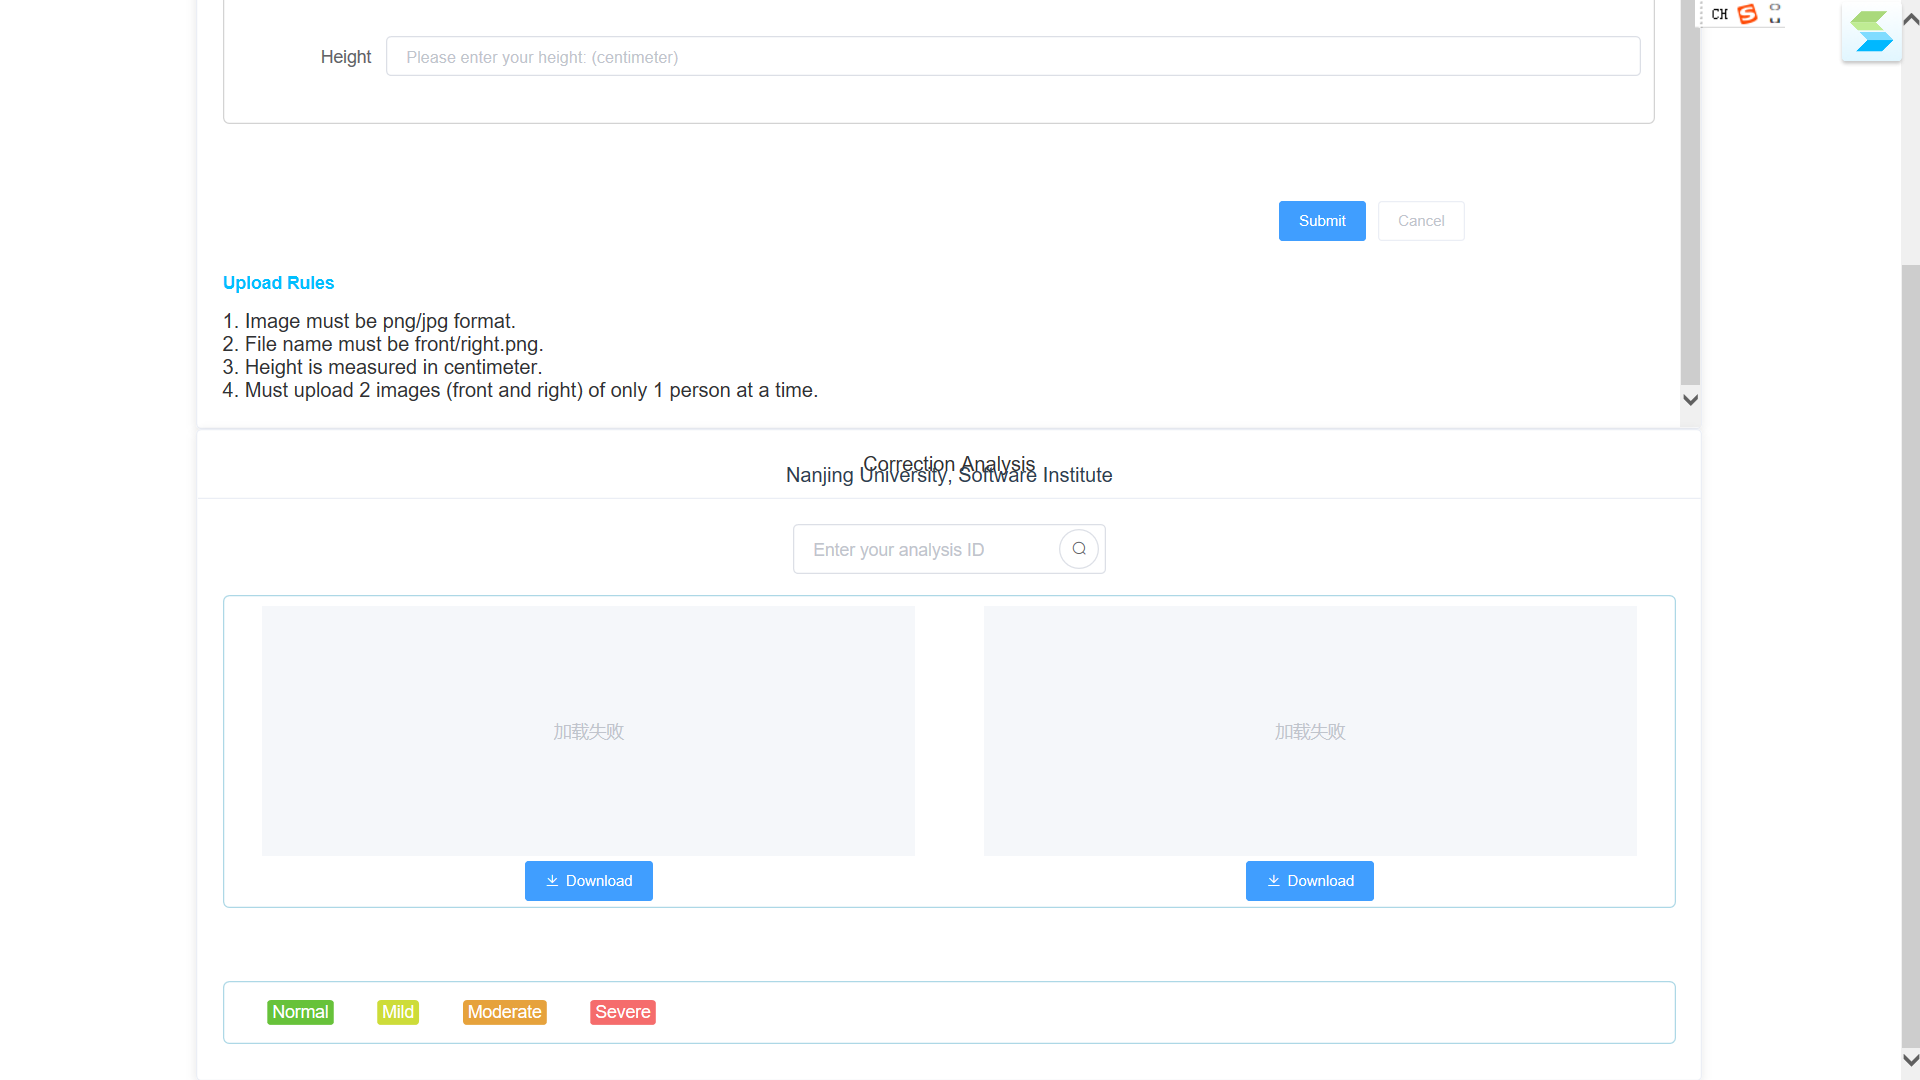 CH
Height
Please enter your height: (centimeter)
Submit
Cancel
Upload Rules
1. Image must be png/jpg format.
2. File name must be front/right.png.
3. Height is measured in centimeter.
4. Must upload 2 images (front and right) of only 1 person at a time.
Correction Analysis
Nanjing University, Software Institute
Enter your analysis ID
加载失败
加载失败
Download
Download
Normal
Mild
Moderate
Severe